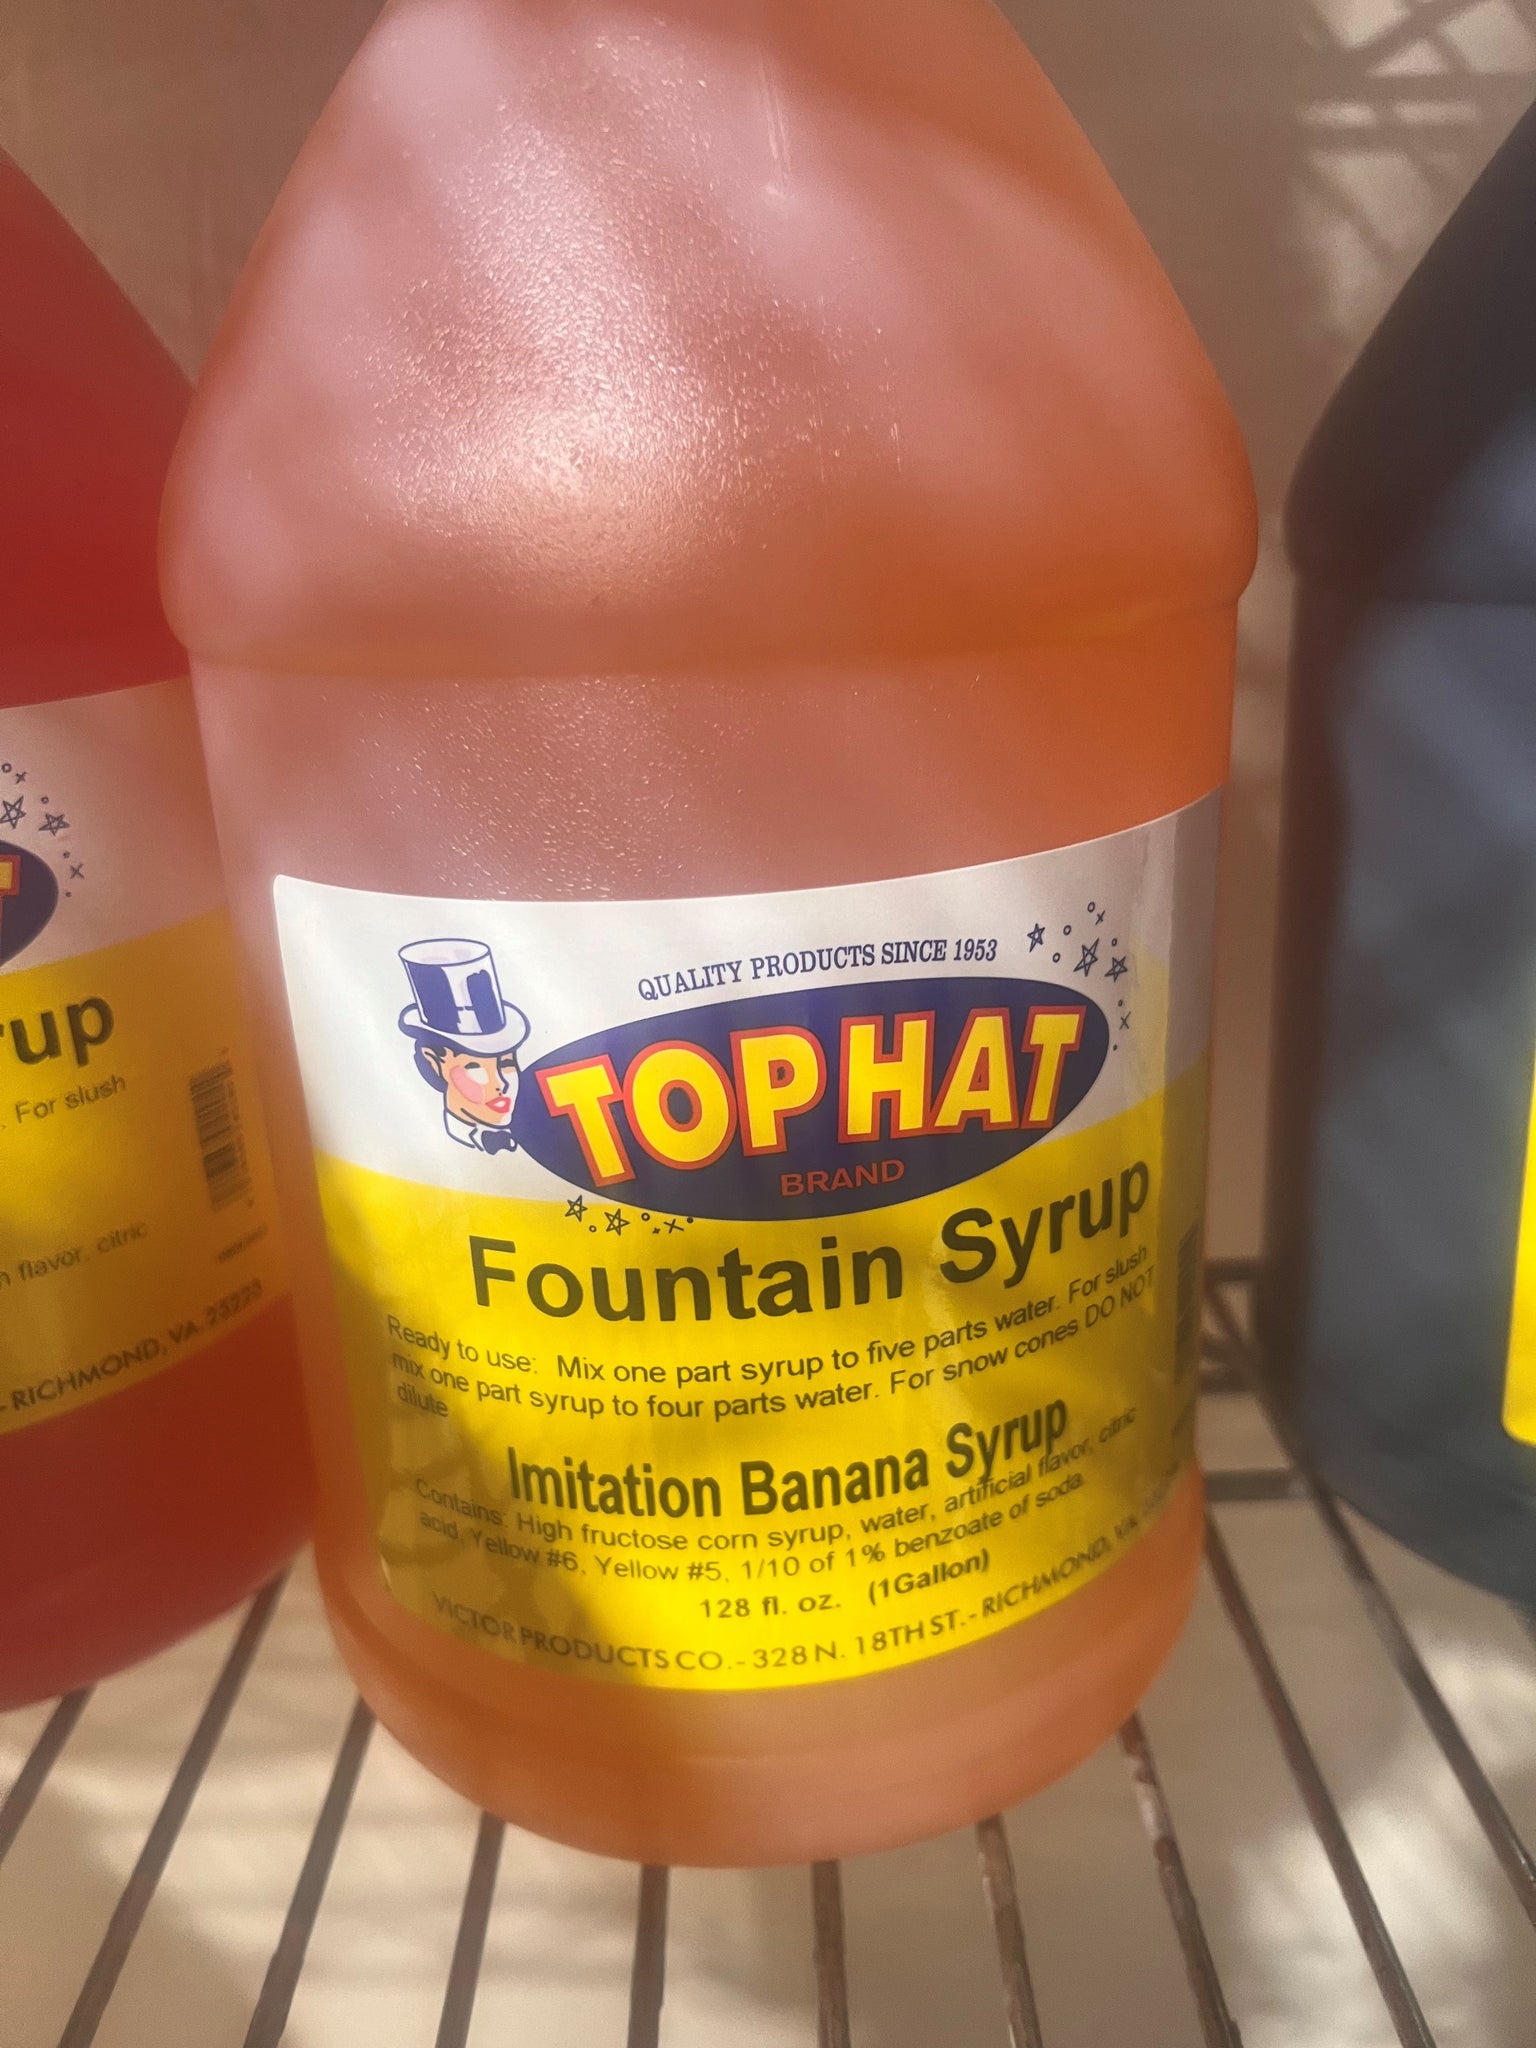 QUALITY PRODUCTS SINCE 1953
TOP HAT
BRAND
Fountain Syrup
Ready to use: Mix one part syrup to five parts water. For slush
mix one part syrup to four parts water. For snow cones DO NOT
dilute
Imitation Banana Syrup
Contains: High fructose corn syrup, water, artificial flavor, citric
acid, Yellow #6, Yellow #5, 1/10 of 1% benzoate of soda.
128 fl. oz. (1Gallon)
VICTOR PRODUCTS CO. - 328 N. 18TH ST. - RICHMOND, VA
rup
For slush
flavor, citric
- RICHMOND, VA. 23223